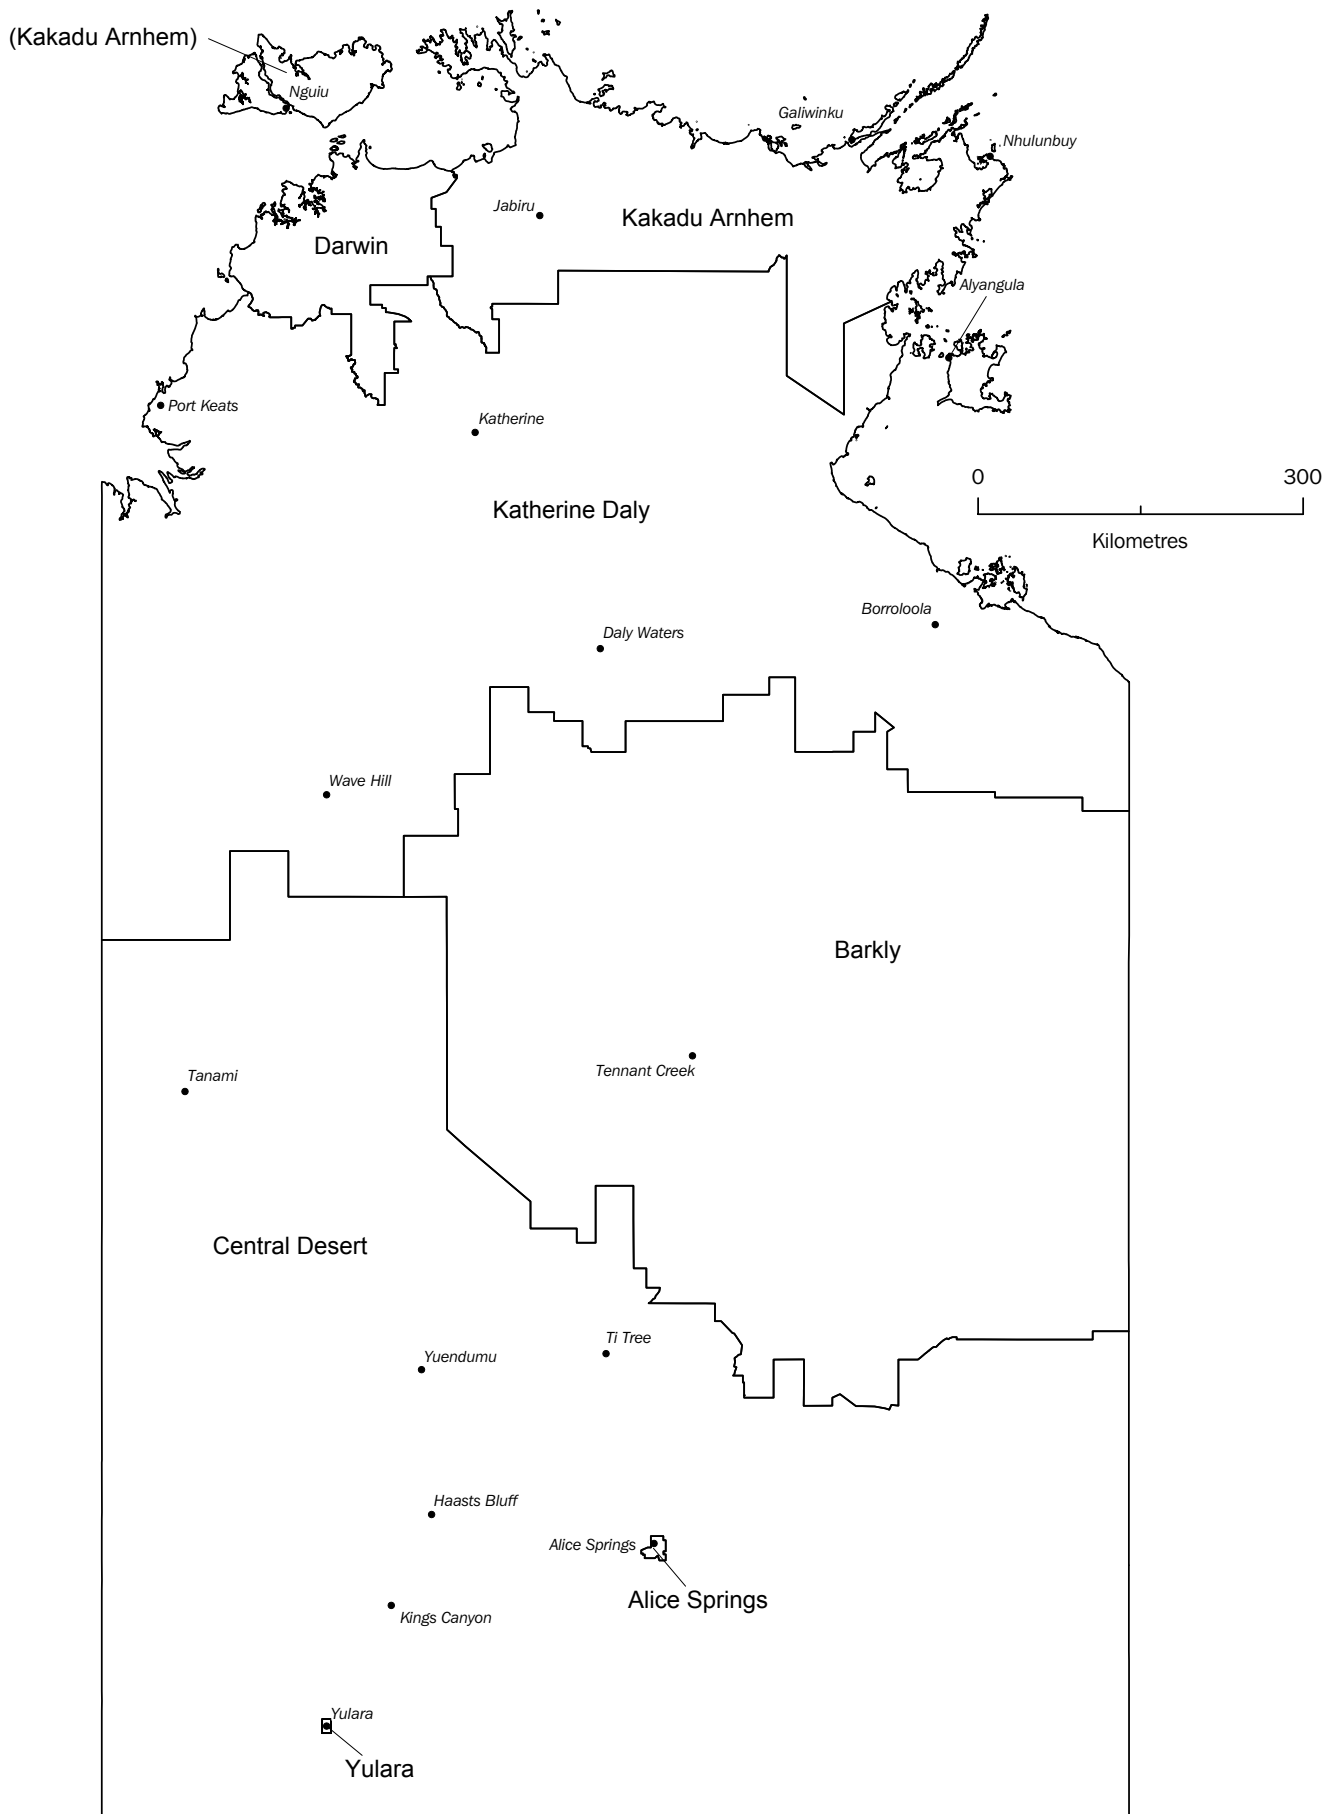 (Kakadu Arnhem)
Nguiu
Galiwinku
Nhulunbuy
Jabiru
Kakadu Arnhem
Darwin
Alyangula
Port Keats
Katherine
0 300
Kilometres
Katherine Daly
Borroloola
Daly Waters
Wave Hill
Barkly
Tennant Creek
Tanami
Central Desert
Ti Tree
Yuendumu
Haasts Bluff
Alice Springs
Alice Springs
Kings Canyon
Yulara
Yulara